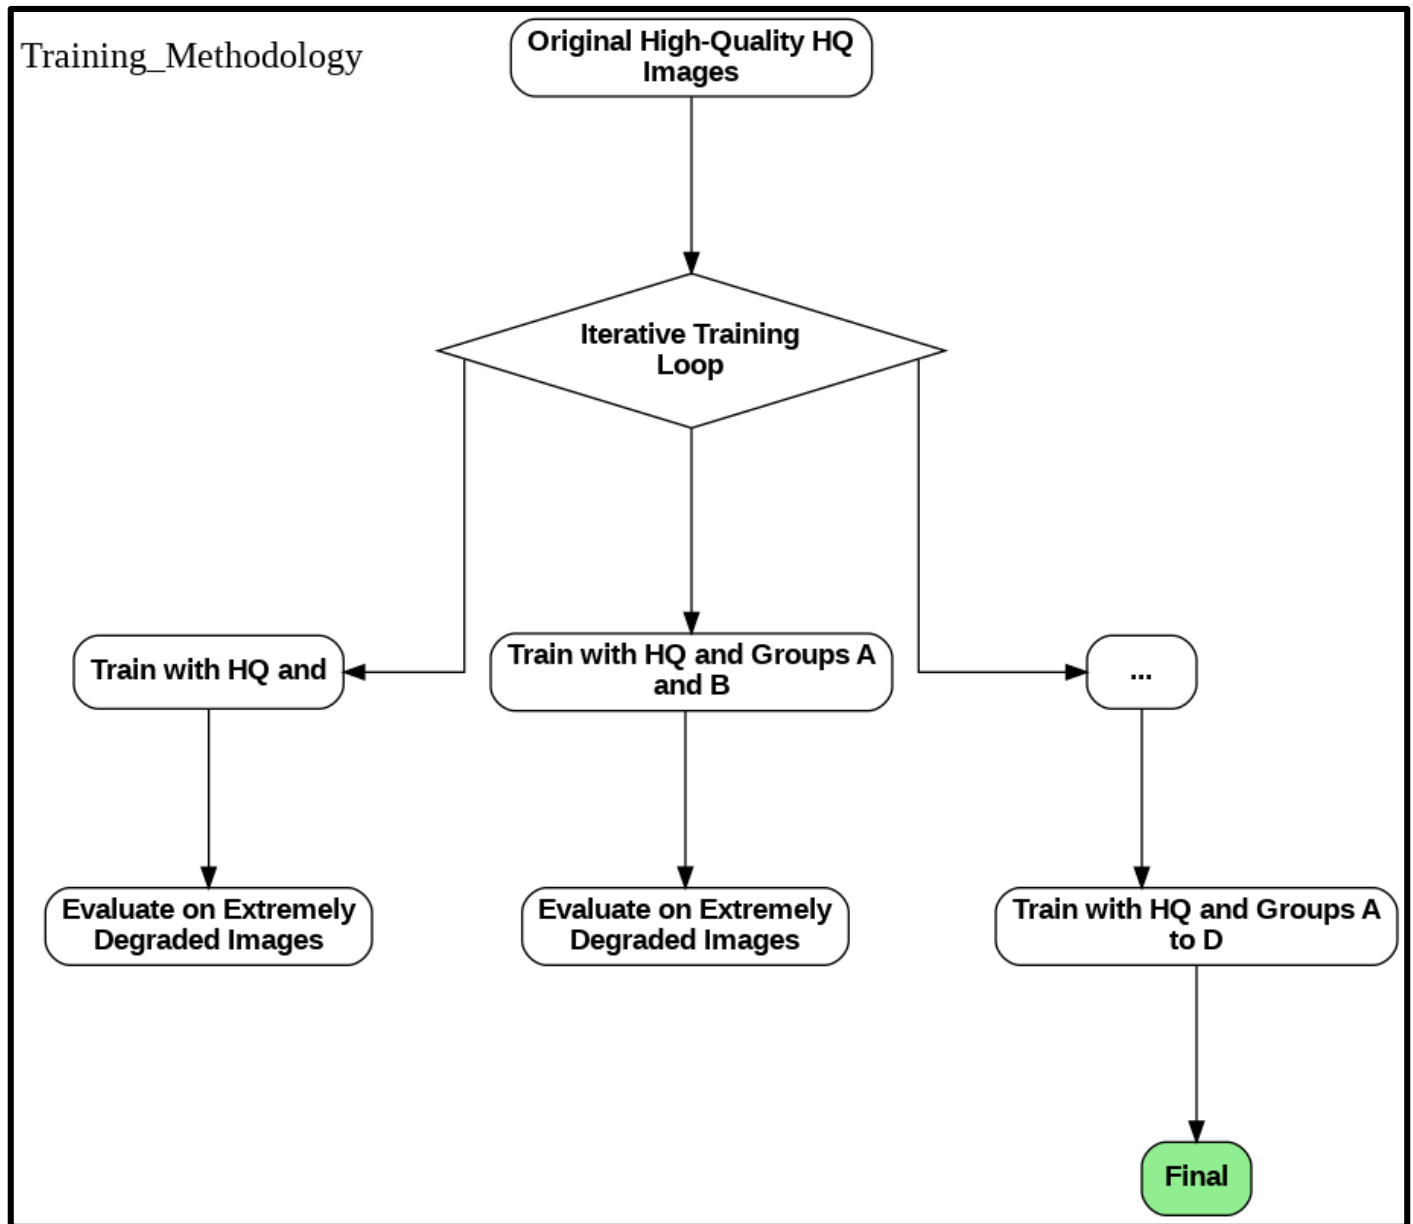 Training_Methodology
Original High-Quality HQ
Images
Iterative Training
Loop
Train with HQ and
Train with HQ and Groups A
and B
...
Evaluate on Extremely
Degraded Images
Evaluate on Extremely
Degraded Images
Train with HQ and Groups A
to D
Final